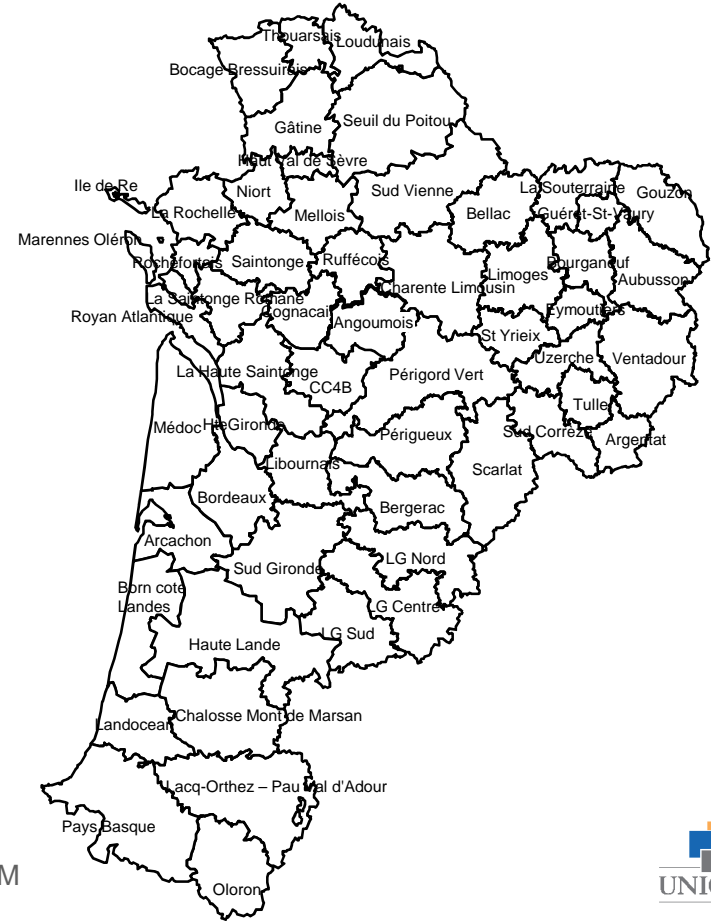 Thouarsais
Loudunais
Bocage Bressuirais
Gâtine
Seuil du Poitou
Haut Val de Sèvre
Ile de Re
Niort
Sud Vienne
La Souterraine
Gouzon
La Rochelle
Mellois
Bellac
Guéret-St-Vaury
Marennes Oléron
Rochefortais
Saintonge
Ruffécois
Limoges
Bourganeuf
Aubusson
Charente Limousin
La Saintonge Romane
Cognacai
Eymoutiers
Royan Atlantique
Angoumois
St Yrieix
Uzerche
Ventadour
La Haute Saintonge
CC4B
Périgord Vert
Tulle
Médoc
HteGironde
Périgueux
Sud Corrèze
Argentat
Libournais
Scarlat
Bordeaux
Bergerac
Arcachon
LG Nord
Sud Gironde
Born cote
Landes
LG Centre
LG Sud
Haute Lande
Chalosse Mont de Marsan
Landocean
Lacq-Orthez – Pau Val d'Adour
Pays Basque
Oloron
M